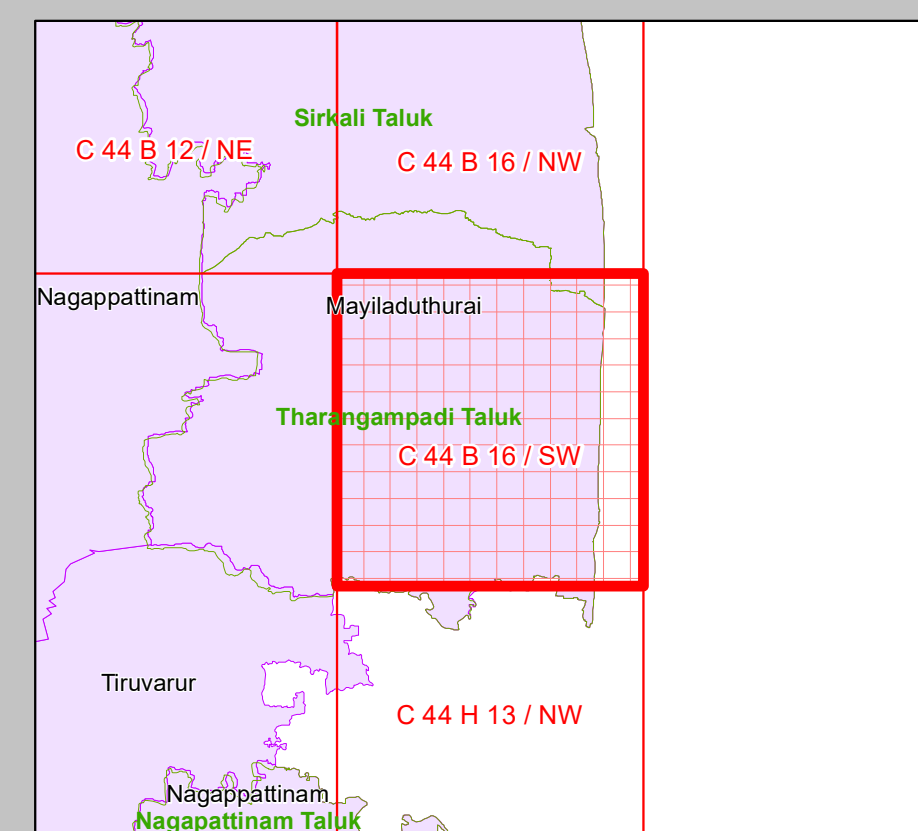 Sirkali Taluk
C 44 B 12 / NE
C 44 B 16 / NW
Nagappattinam
Mayiladuthurai
Tharangampadi Taluk
C 44 B 16 / SW
Tiruvarur
C 44 H 13 / NW
Nagappattinam
Nagapattinam Taluk